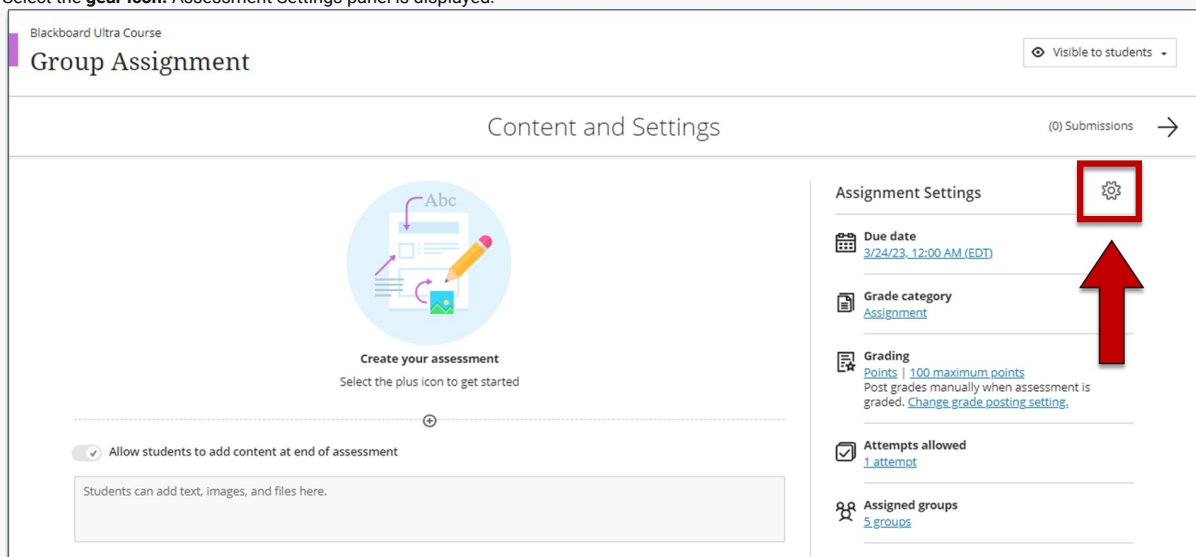 Select the gear icon. Assessment Settings panel is displayed.
Blackboard Ultra Course
Group Assignment
Visible to students
Content and Settings
(0) Submissions
Abc
Create your assessment
Select the plus icon to get started
Allow students to add content at end of assessment
Students can add text, images, and files here.
Assignment Settings
Due date
3/24/23, 12:00 AM (EDT)
Grade category
Assignment
Grading
Points | 100 maximum points
Post grades manually when assessment is
graded. Change grade posting setting.
Attempts allowed
1 attempt
Assigned groups
5 groups